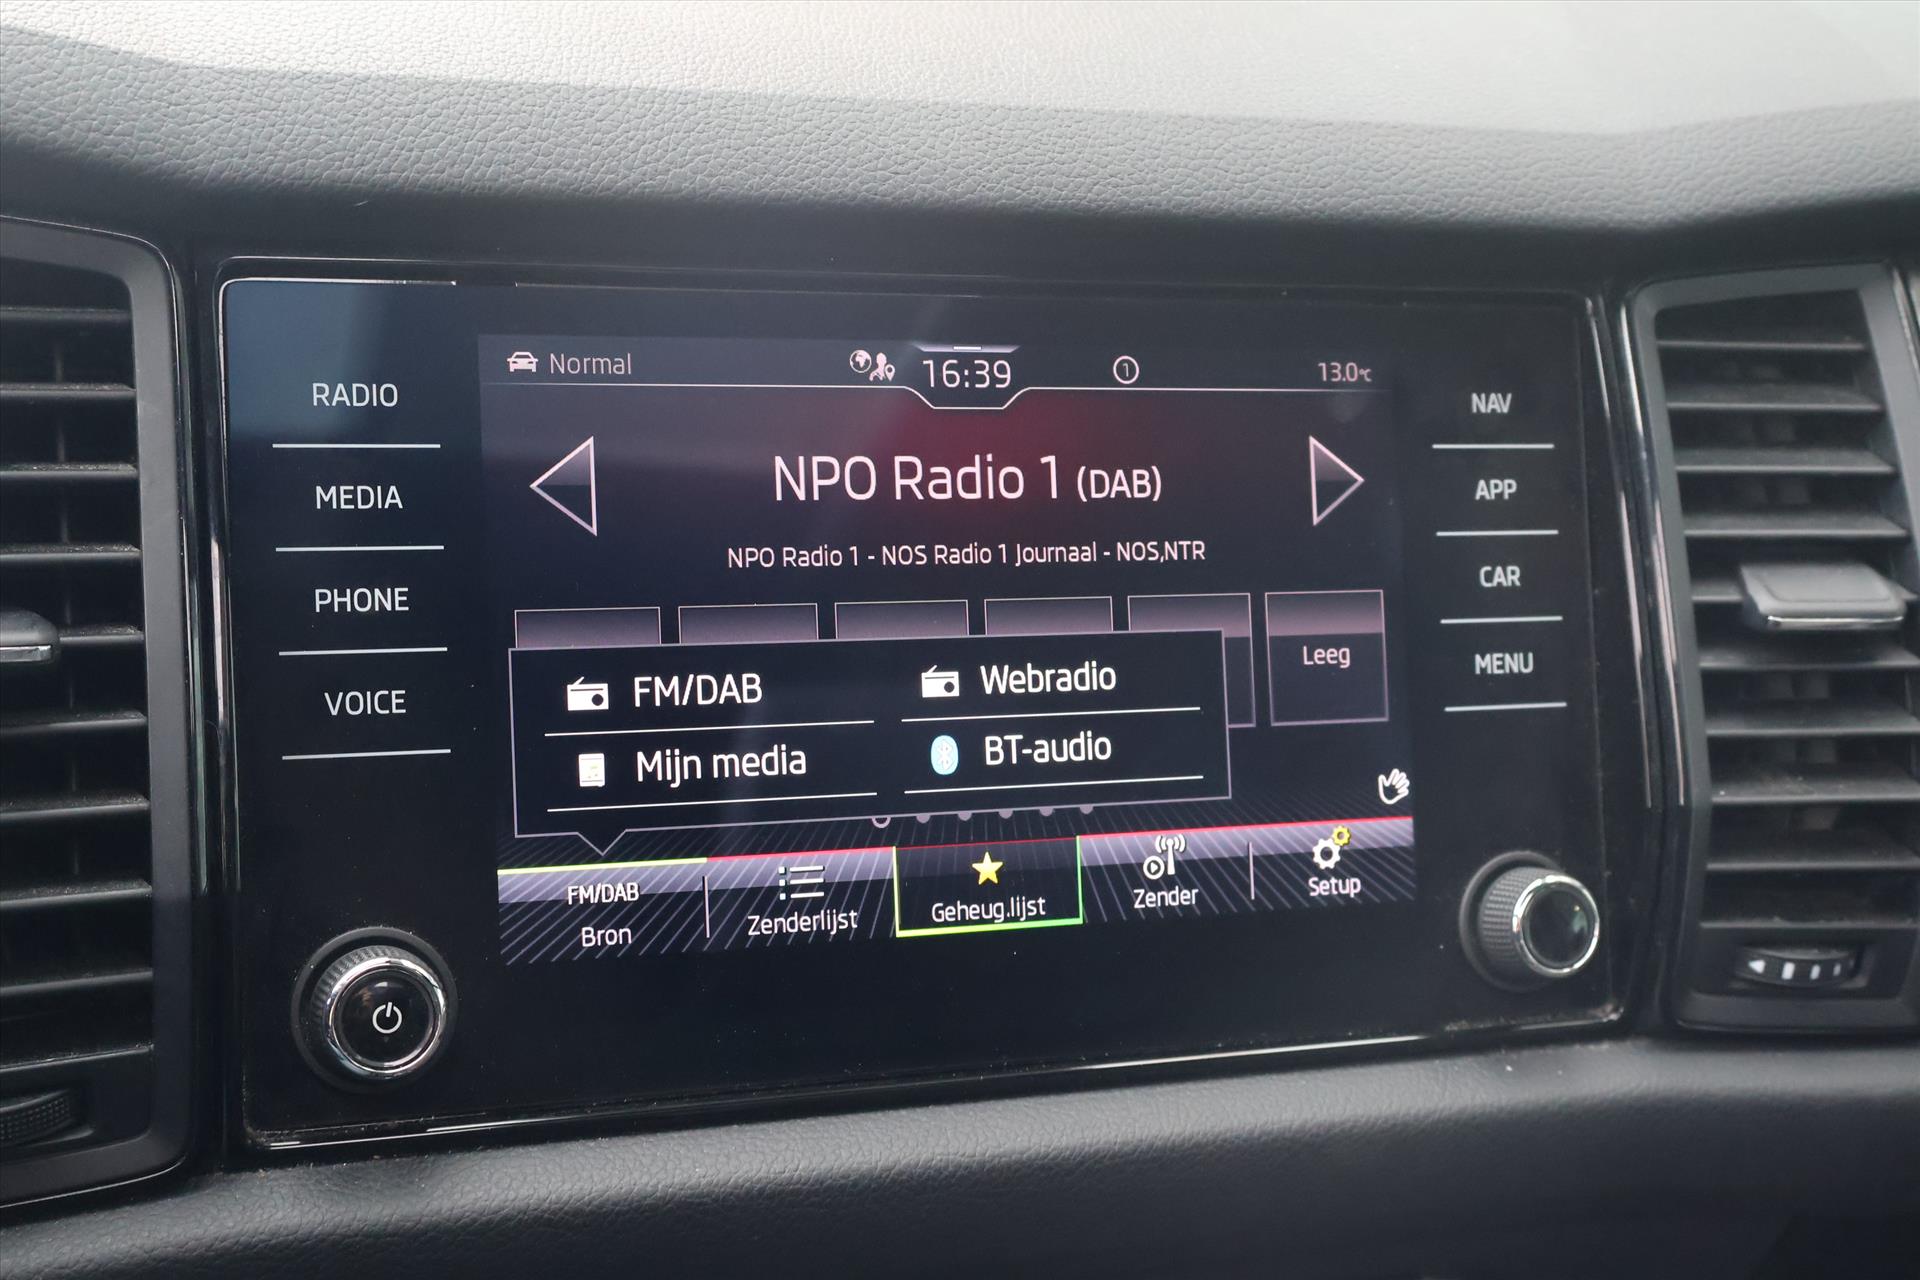 Normal
16:39
1
13.0°C
RADIO
MEDIA
PHONE
VOICE
NAV
APP
CAR
MENU
NPO Radio 1 (DAB)
NPO Radio 1 - NOS Radio 1 Journaal - NOS,NTR
Leeg
FM/DAB
Webradio
Mijn media
BT-audio
FM/DAB
Bron
Zenderlijst
Geheug.lijst
Zender
Setup